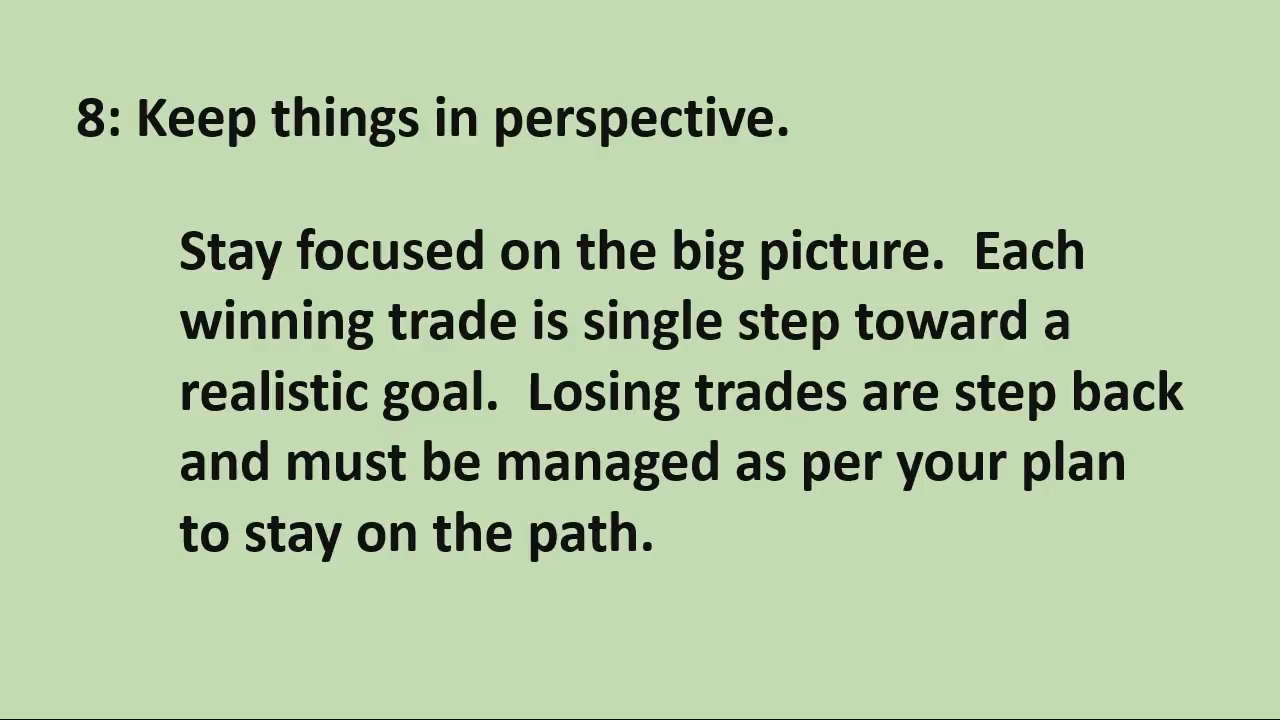 8: Keep things in perspective.
Stay focused on the big picture.  Each
winning trade is single step toward a
realistic goal.  Losing trades are step back
and must be managed as per your plan
to stay on the path.